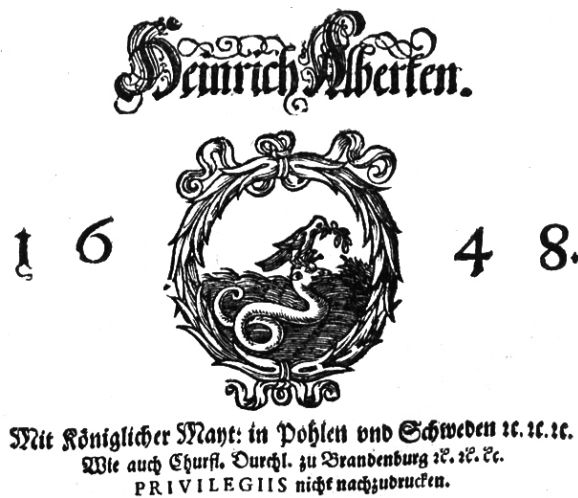 Heinrich Alberten.
1 6 4 8.
Mit Königlicher Mayt: in Pohlen vnd Schweden ꝛc. ꝛc. ꝛc.
Wie auch Churfl. Durchl. zu Brandenburg ꝛc. ꝛc. ꝛc.
PRIVILEGIIS nicht nachzudrucken.